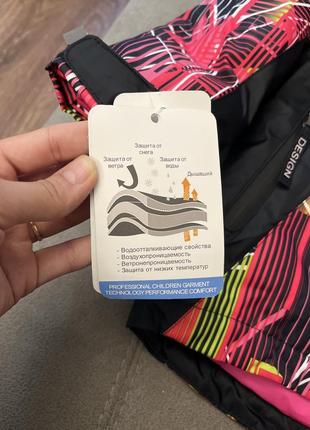 Защита от
снега
Защита от
ветра
Защита от
воды
Дышащий
- Водоотталкивающие свойства
- Воздухопроницаемость
- Ветронепроницаемость
- Защита от низких температур
PROFESSIONAL CHILDREN GARMENT
TECHNOLOGY PERFORMANCE COMFORT
DESIGN